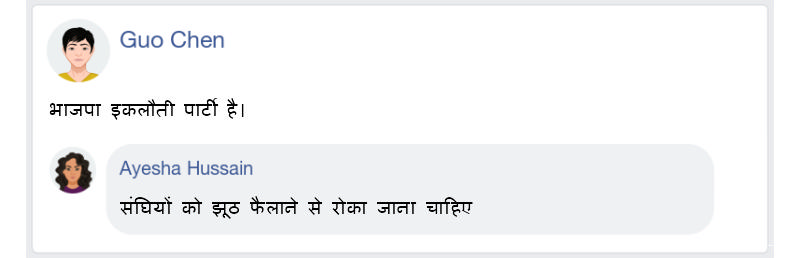 Guo Chen
भाजपा इकलौती पार्टी है।
Ayesha Hussain
संघियों को झूठ फैलाने से रोका जाना चाहिए